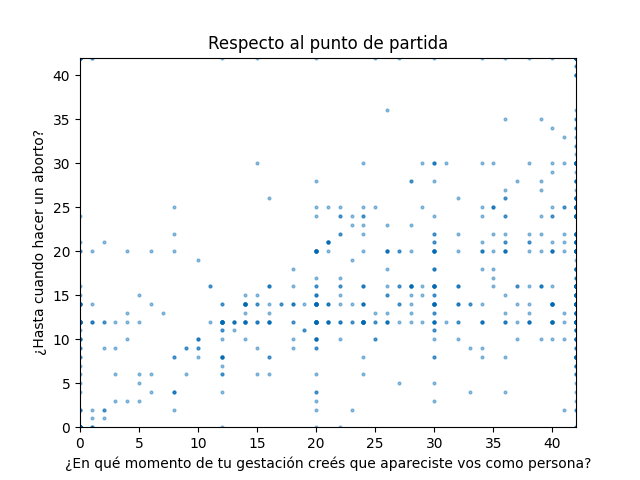 Respecto al punto de partida
¿Hasta cuando hacer un aborto?
40
35
30
25
20
15
10
5
0
0 5 10 15 20 25 30 35 40
¿En qué momento de tu gestación creés que apareciste vos como persona?